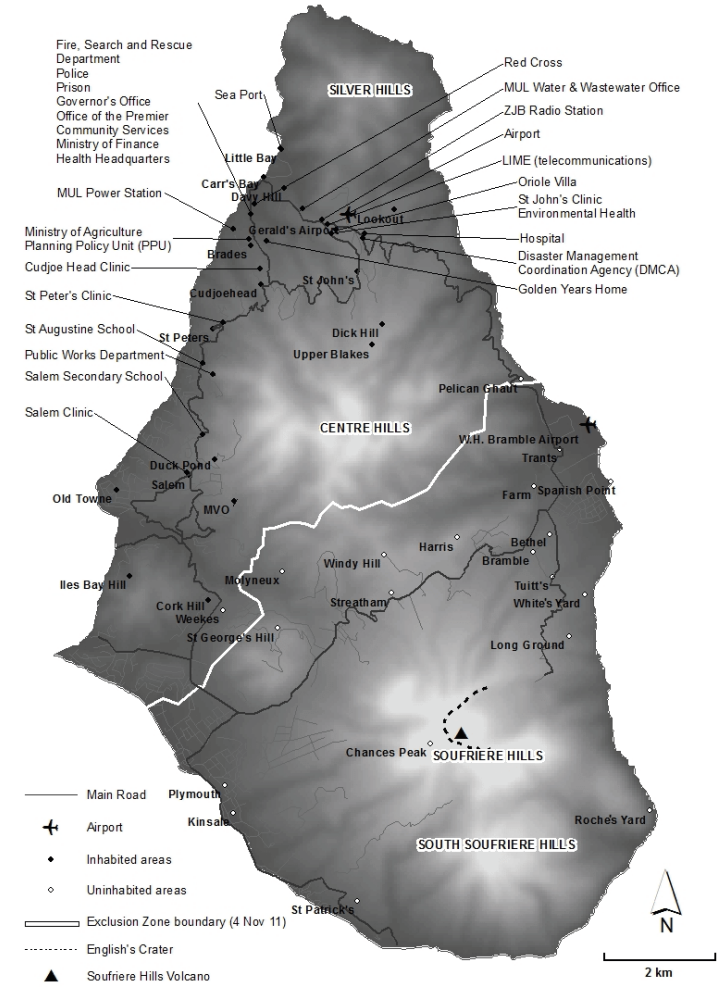 Fire, Search and Rescue
Department
Police
Prison
Governor's Office
Office of the Premier
Community Services
Ministry of Finance
Health Headquarters
MUL Power Station
Ministry of Agriculture
Planning Policy Unit (PPU)
Cudjoe Head Clinic
St Peter's Clinic
St Augustine School
Public Works Department
Salem Secondary School
Salem Clinic
Sea Port
Red Cross
MUL Water & Wastewater Office
ZJB Radio Station
Airport
LIME (telecommunications)
Oriole Villa
St John's Clinic
Environmental Health
Hospital
Disaster Management
Coordination Agency (DMCA)
Golden Years Home
SILVER HILLS
Little Bay
Carr's Bay
Davy Hill
Lookout
Gerald's Airport
Brades
St John's
Cudjoehead
Dick Hill
St Peters
Upper Blakes
Pelican Ghaut
CENTRE HILLS
W.H. Bramble Airport
Trants
Duck Pond
Salem
Old Towne
Farm
Spanish Point
MVO
Harris
Bethel
Bramble
Windy Hill
Molyneux
Iles Bay Hill
Tuitt's
Streatham
White's Yard
Cork Hill
Weekes
St George's Hill
Long Ground
Chances Peak
SOUFRIERE HILLS
Plymouth
Kinsale
Roche's Yard
SOUTH SOUFRIERE HILLS
St Patrick's
Main Road
Airport
Inhabited areas
Uninhabited areas
Exclusion Zone boundary (4 Nov 11)
English's Crater
Soufriere Hills Volcano
N
2 km